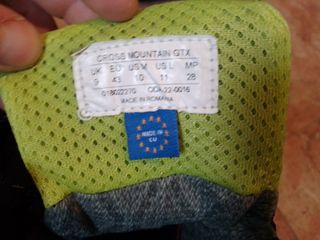 CROSS MOUNTAIN GTX
UK EU US M US L MP
9 43 10 11 28
018022270
MADE IN ROMANIA
MADE IN
EU